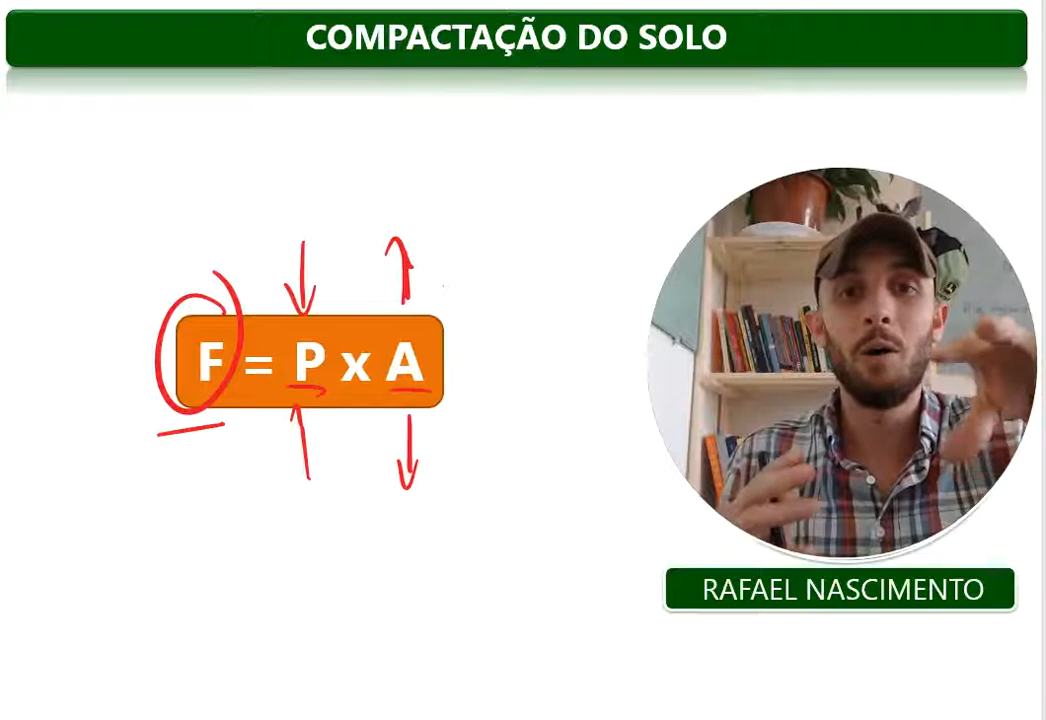 COMPACTAÇÃO DO SOLO
F = P x A
RAFAEL NASCIMENTO